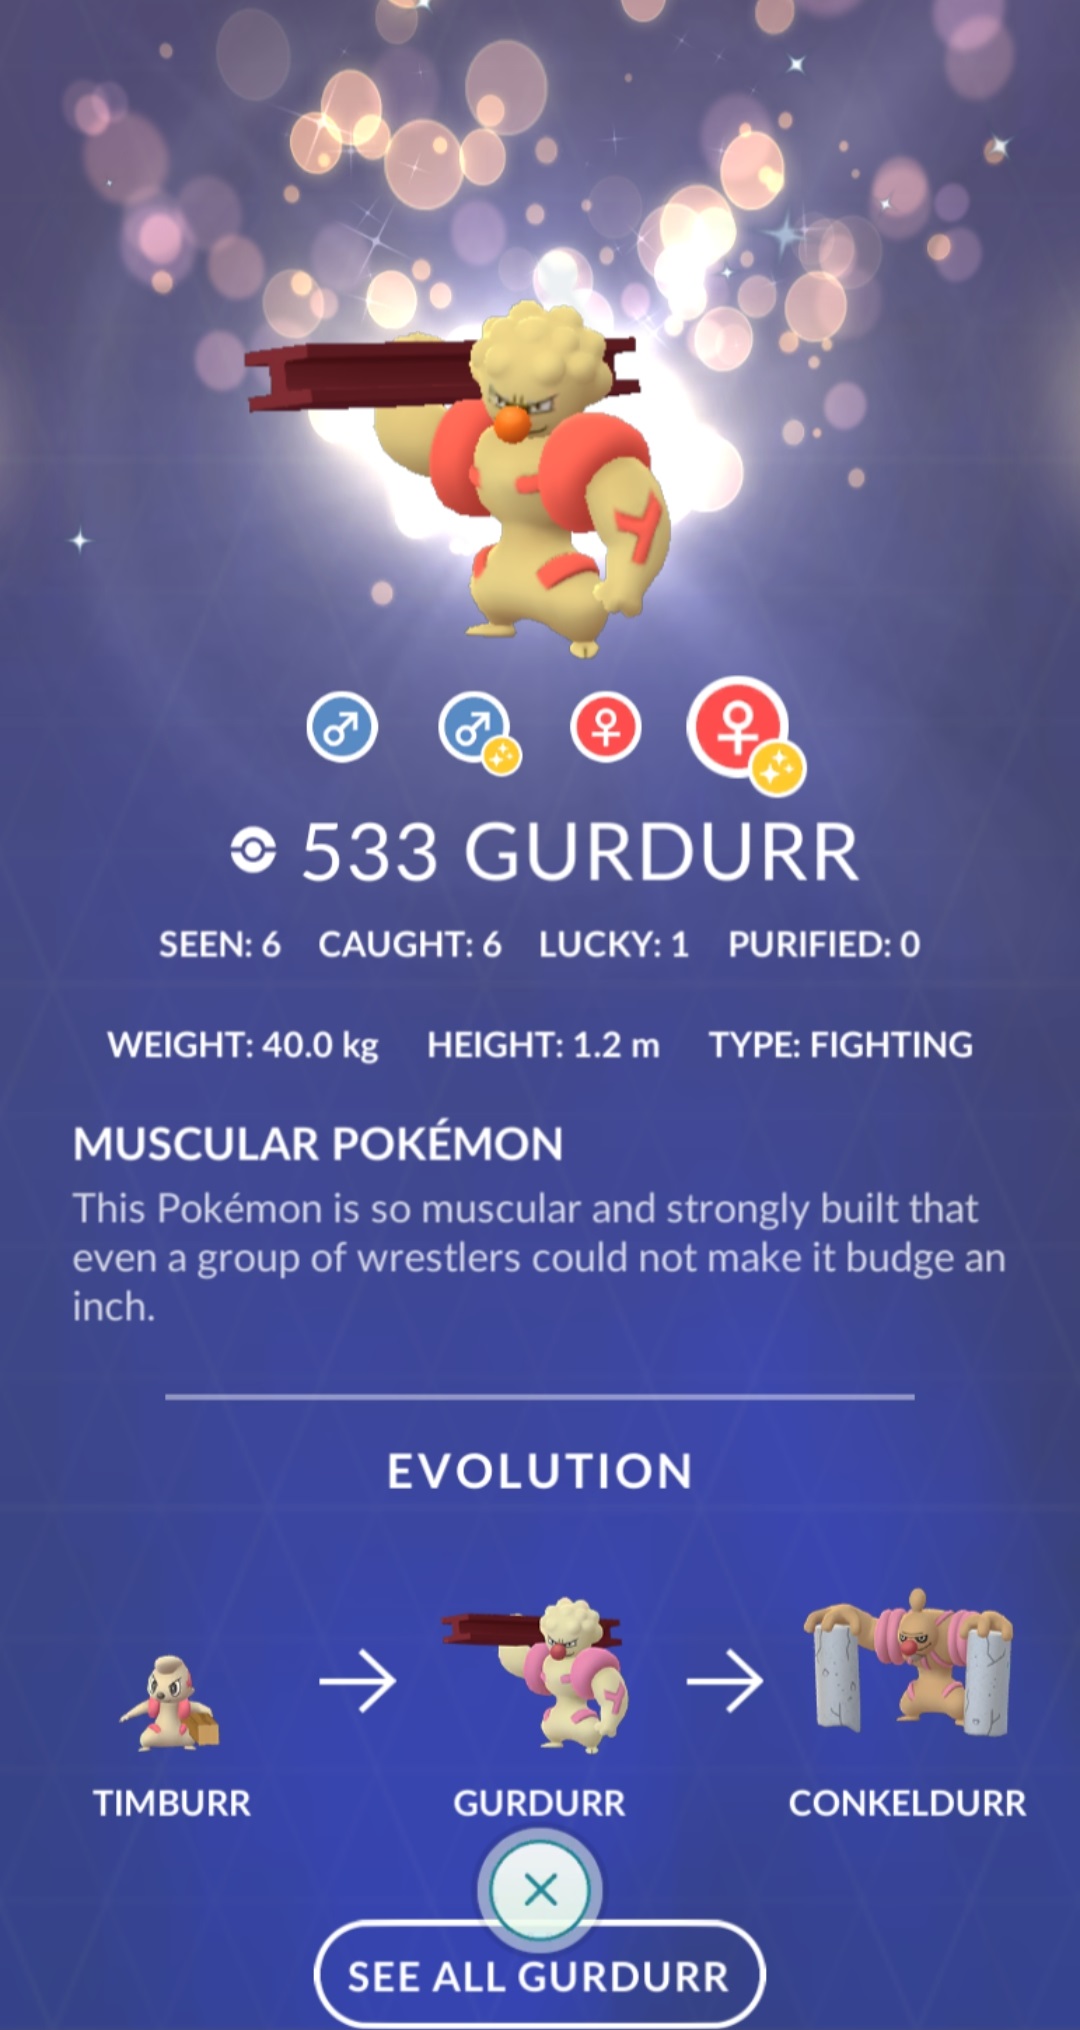 533 GURDURR
SEEN: 6 CAUGHT: 6 LUCKY: 1 PURIFIED: 0
WEIGHT: 40.0 kg HEIGHT: 1.2 m TYPE: FIGHTING
MUSCULAR POKÉMON
This Pokémon is so muscular and strongly built that
even a group of wrestlers could not make it budge an
inch.
EVOLUTION
TIMBURR GURDURR CONKELDURR
SEE ALL GURDURR